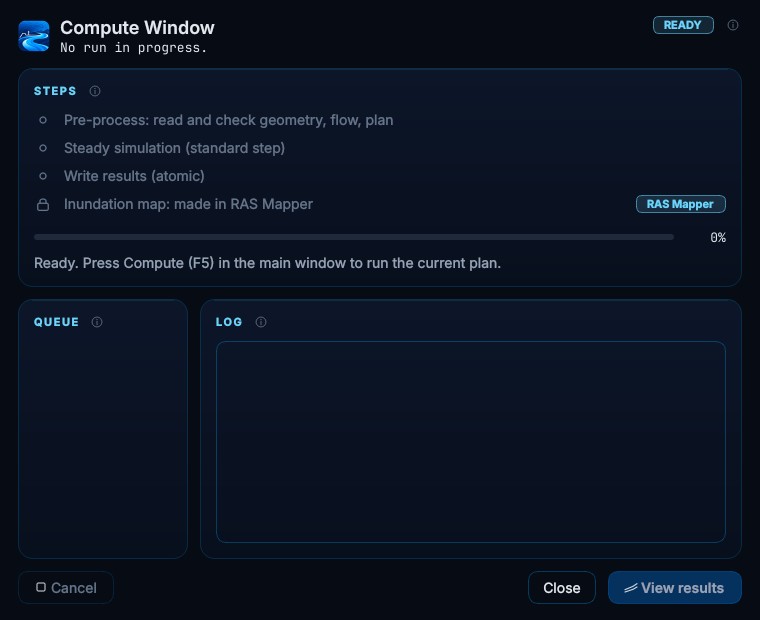 Compute Window
No run in progress.
READY
STEPS
Pre-process: read and check geometry, flow, plan
Steady simulation (standard step)
Write results (atomic)
Inundation map: made in RAS Mapper
RAS Mapper
0%
Ready. Press Compute (F5) in the main window to run the current plan.
QUEUE
LOG
Cancel
Close
View results